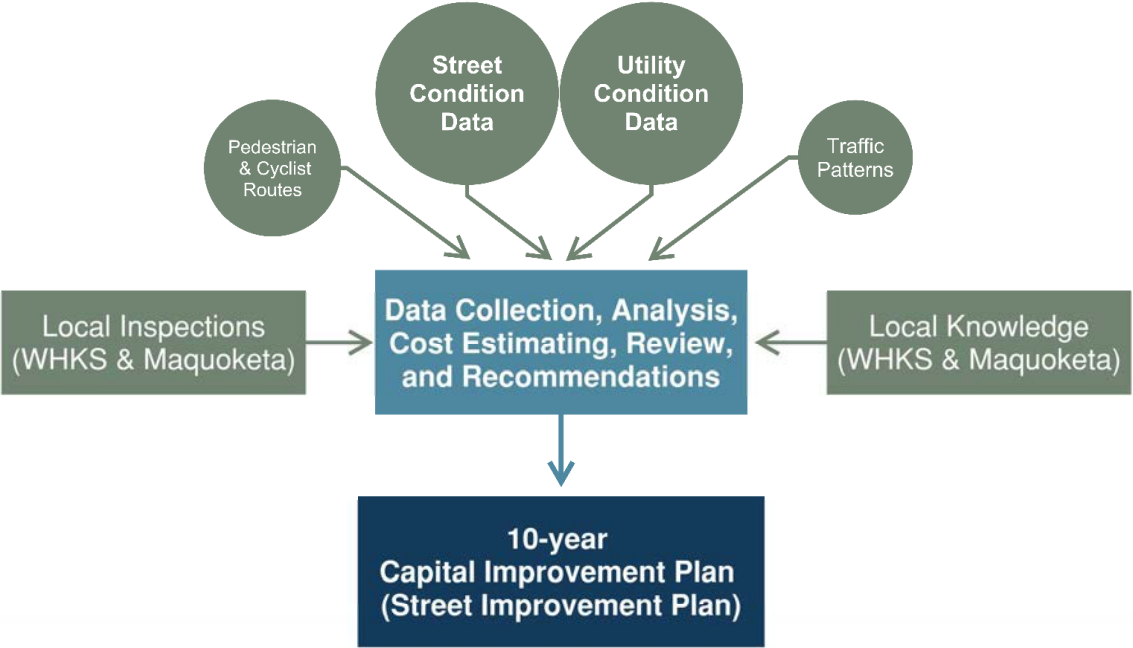 Street
Condition
Data
Utility
Condition
Data
Pedestrian
& Cyclist
Routes
Traffic
Patterns
Local Inspections
(WHKS & Maquoketa)
Data Collection, Analysis,
Cost Estimating, Review,
and Recommendations
Local Knowledge
(WHKS & Maquoketa)
10-year
Capital Improvement Plan
(Street Improvement Plan)